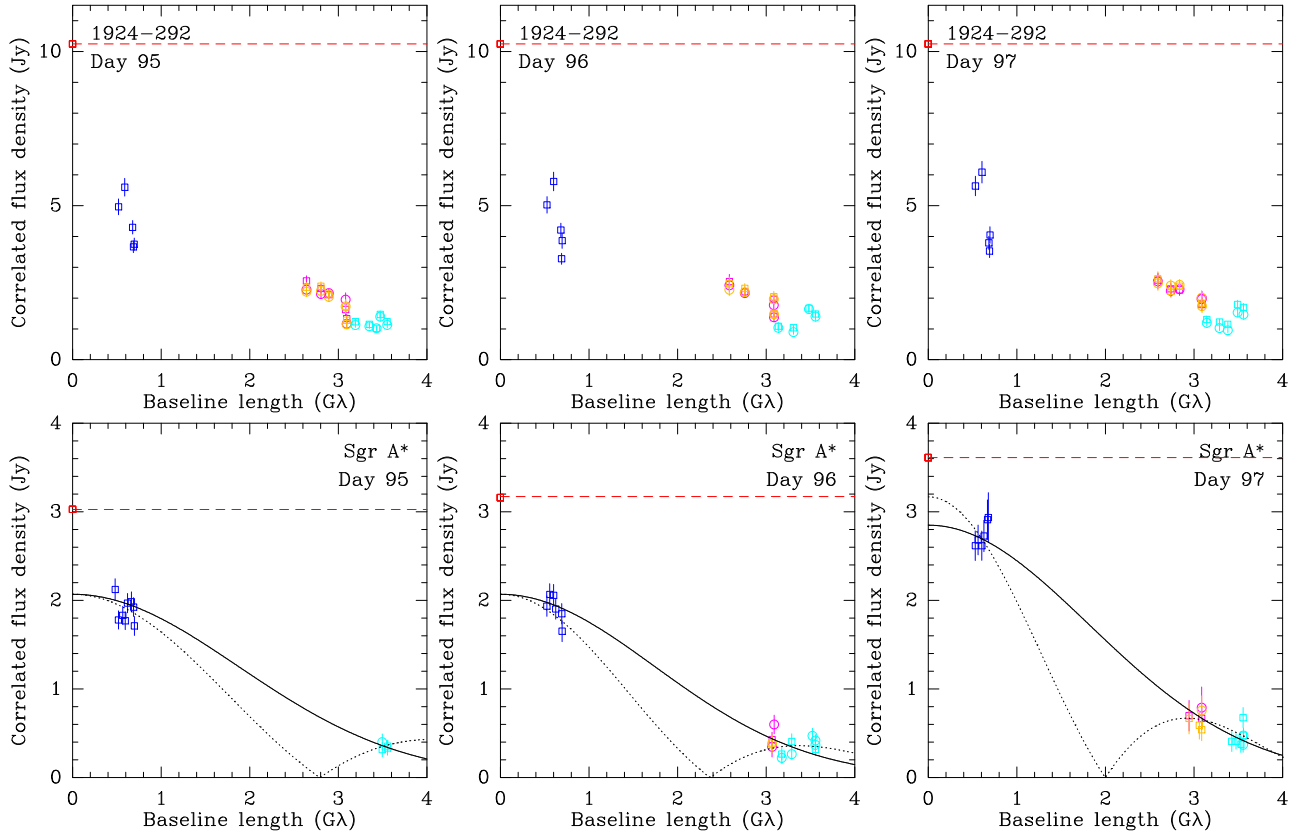 1924−292
Day 95
10
5
0
Correlated flux density (Jy)
0 1 2 3 4
Baseline length (Gλ)
1924−292
Day 96
10
5
0
Correlated flux density (Jy)
0 1 2 3 4
Baseline length (Gλ)
1924−292
Day 97
10
5
0
Correlated flux density (Jy)
0 1 2 3 4
Baseline length (Gλ)
Sgr A*
Day 95
4
3
2
1
0
Correlated flux density (Jy)
0 1 2 3 4
Baseline length (Gλ)
Sgr A*
Day 96
4
3
2
1
0
Correlated flux density (Jy)
0 1 2 3 4
Baseline length (Gλ)
Sgr A*
Day 97
4
3
2
1
0
Correlated flux density (Jy)
0 1 2 3 4
Baseline length (Gλ)